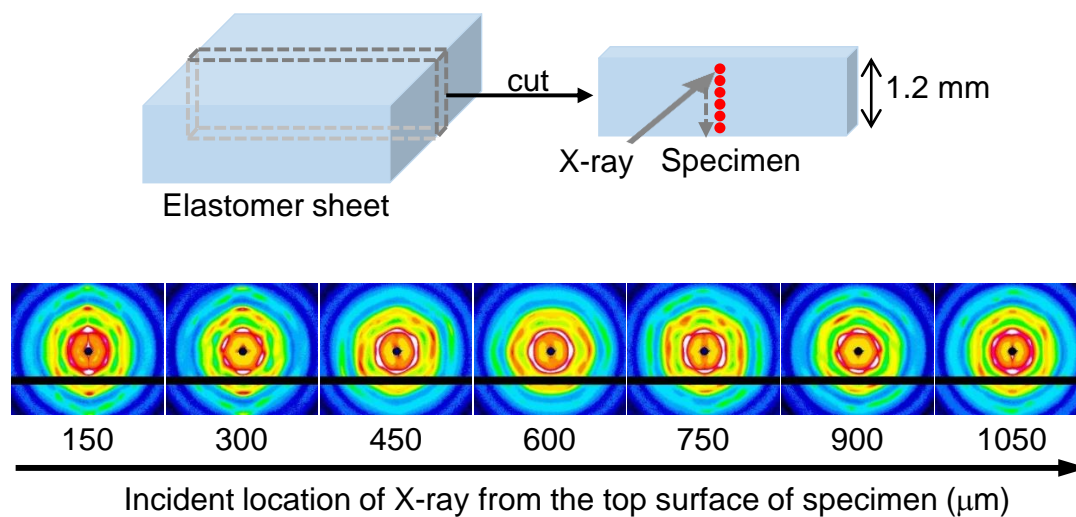 cut
1.2 mm
X-ray
Specimen
Elastomer sheet
150 300 450 600 750 900 1050
Incident location of X-ray from the top surface of specimen (μm)